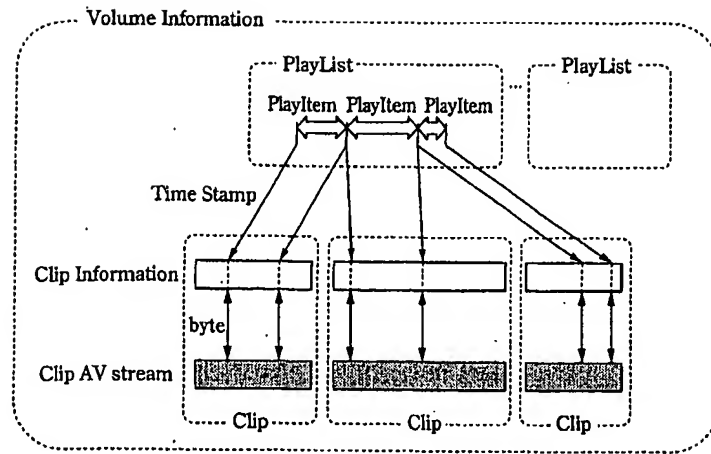 Volume Information
PlayList
...
PlayList
PlayItem PlayItem PlayItem
Time Stamp
Clip Information
byte
Clip AV stream
Clip
Clip
Clip